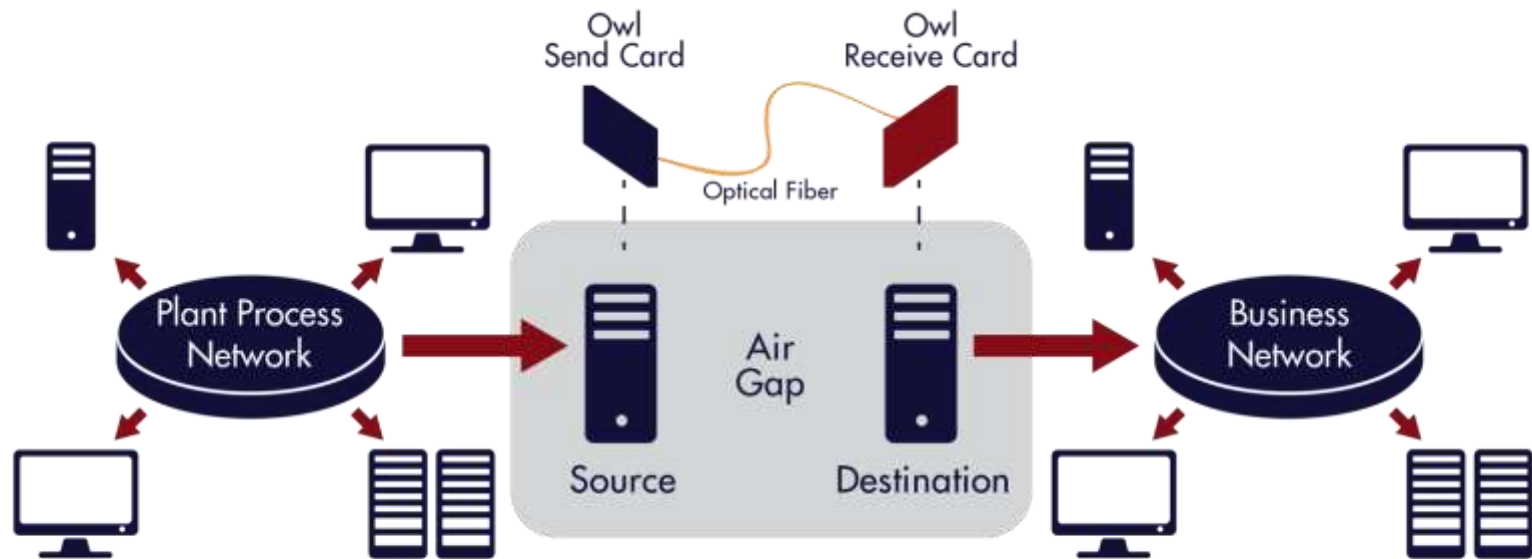 Owl
Send Card
Owl
Receive Card
Optical Fiber
Plant Process
Network
Air
Gap
Business
Network
Source
Destination